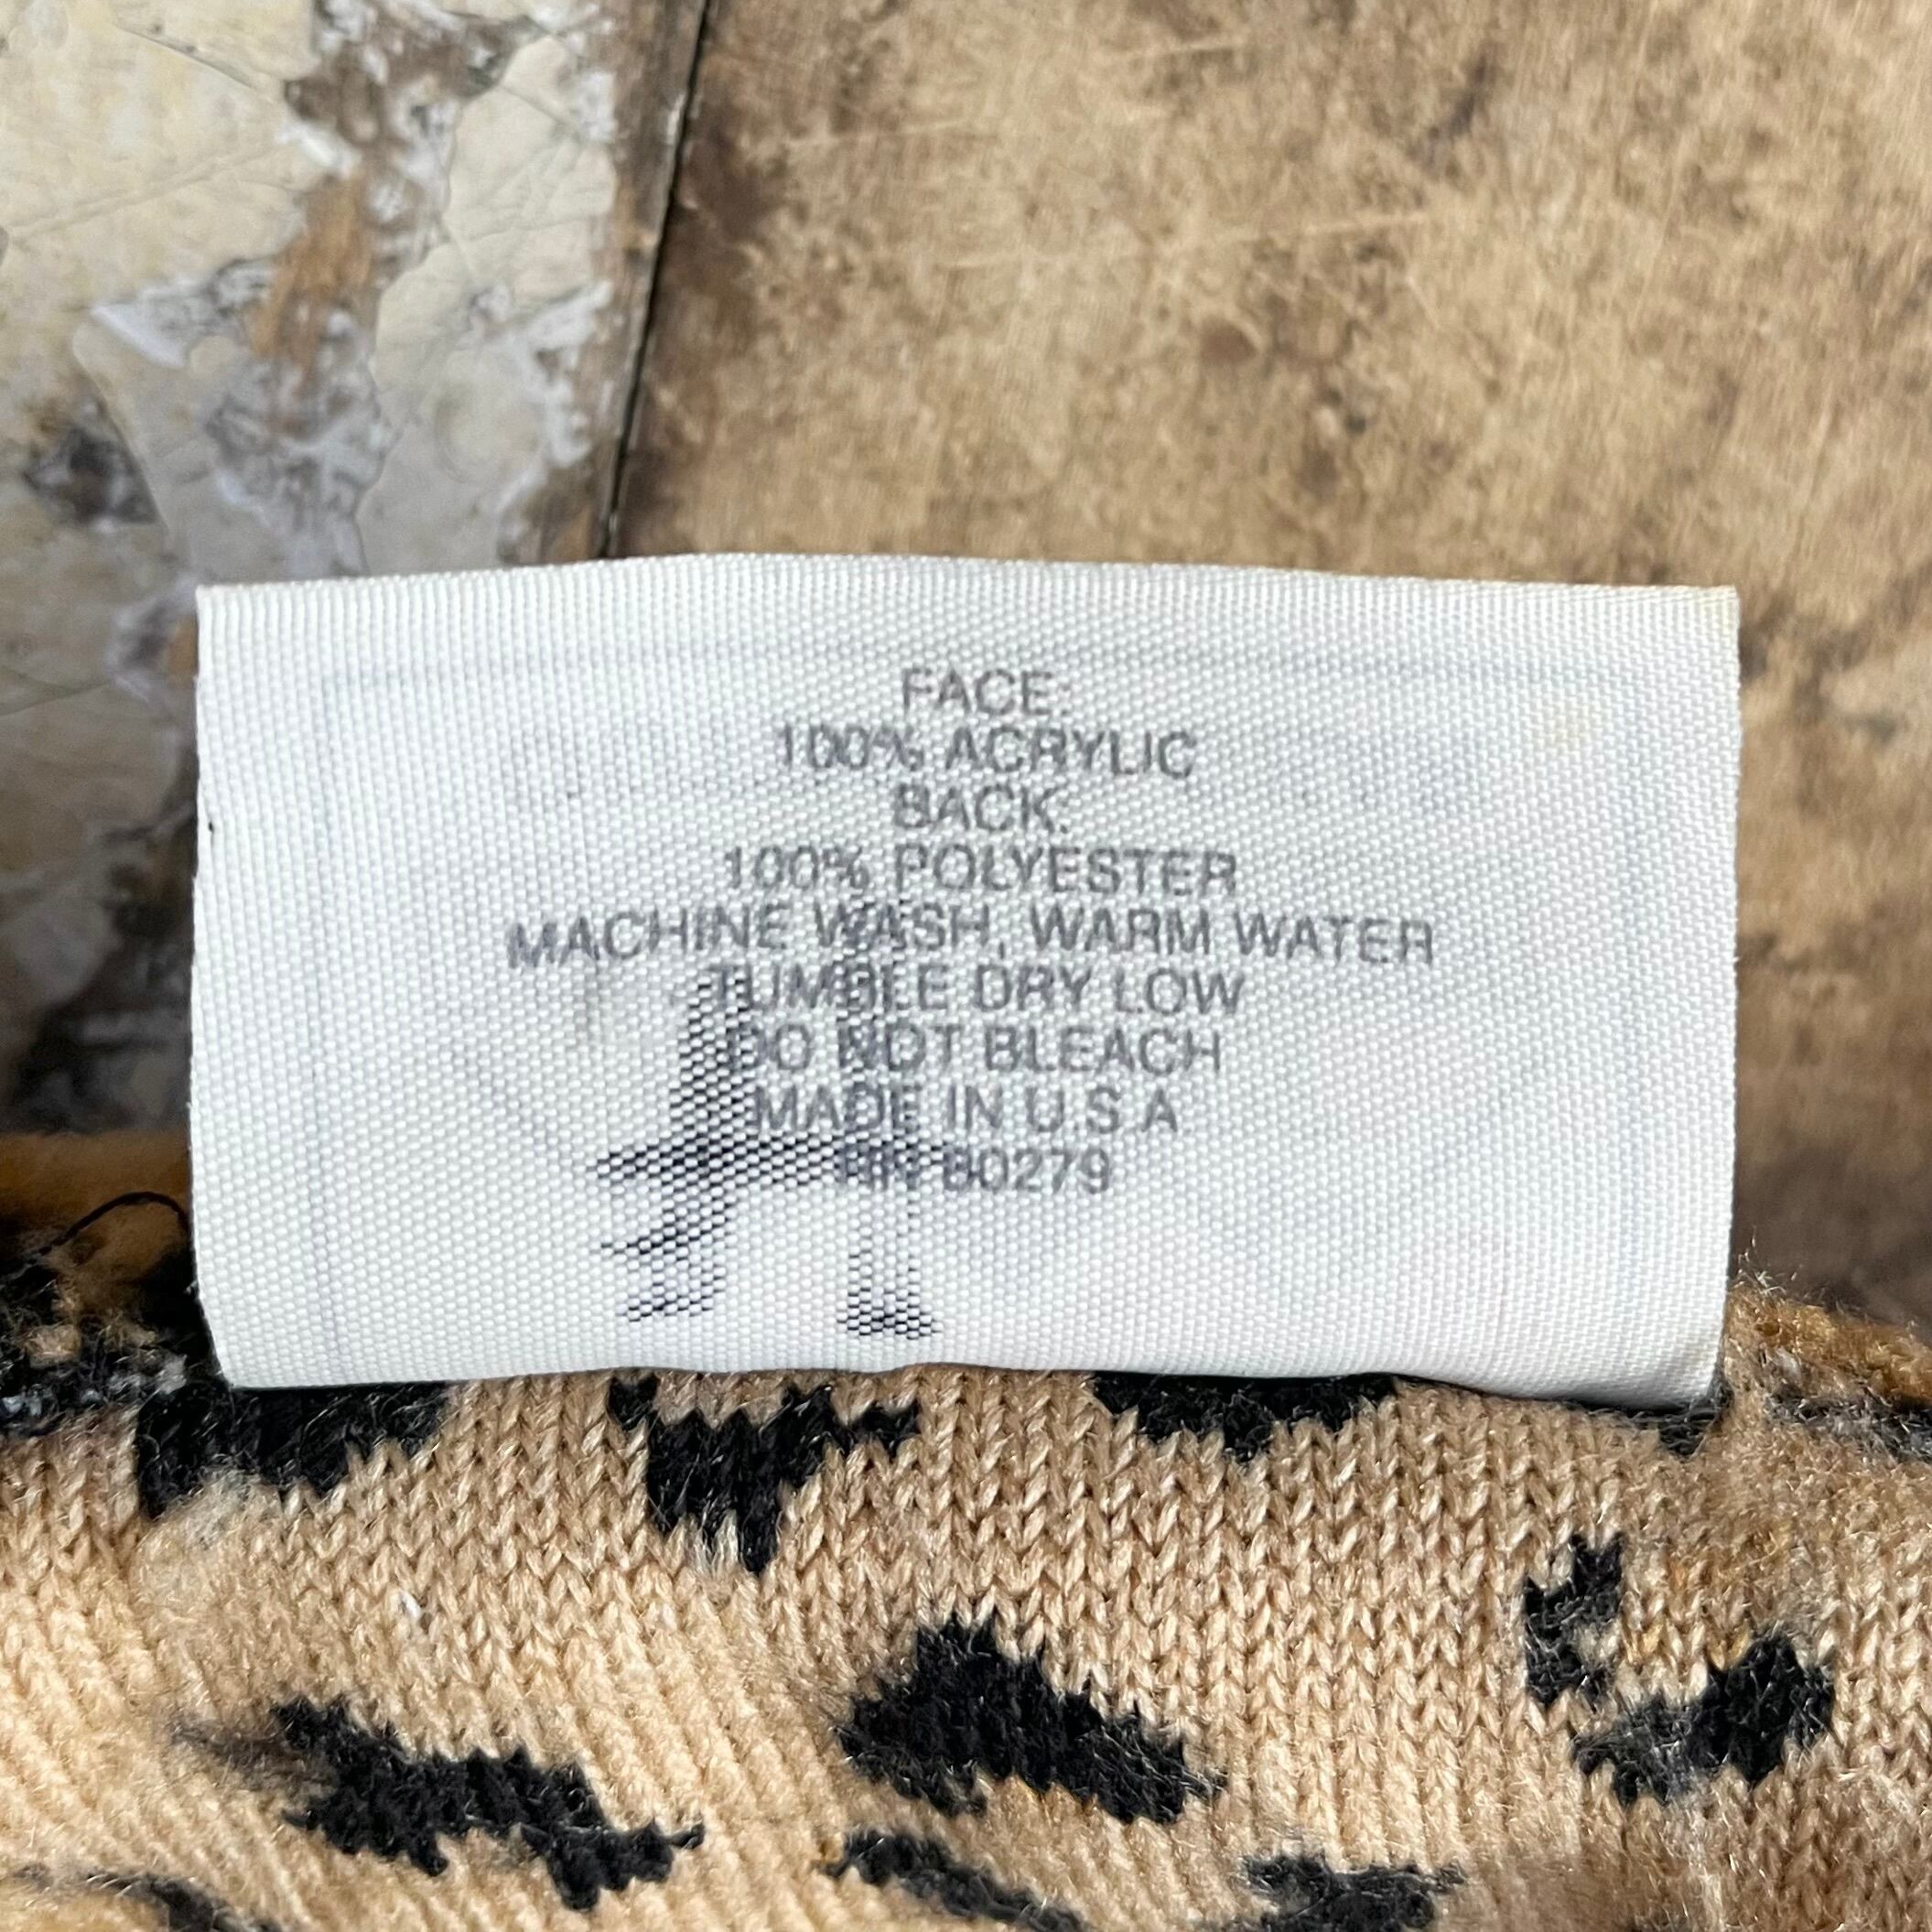 FACE:
100% ACRYLIC
BACK:
100% POLYESTER
MACHINE WASH, WARM WATER
TUMBLE DRY LOW
DO NOT BLEACH
MADE IN U.S.A
RN 80279